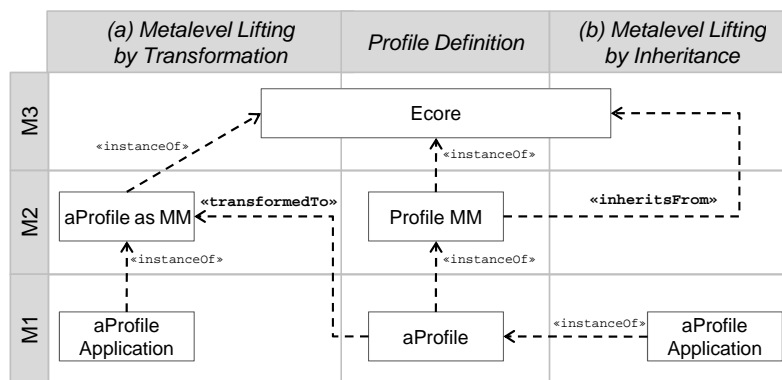 (a) Metalevel Lifting
by Transformation
Profile Definition
(b) Metalevel Lifting
by Inheritance
M3
Ecore
«instanceOf»
«instanceOf»
M2
aProfile as MM
«transformedTo»
Profile MM
«inheritsFrom»
«instanceOf»
«instanceOf»
M1
aProfile
Application
aProfile
«instanceOf»
aProfile
Application